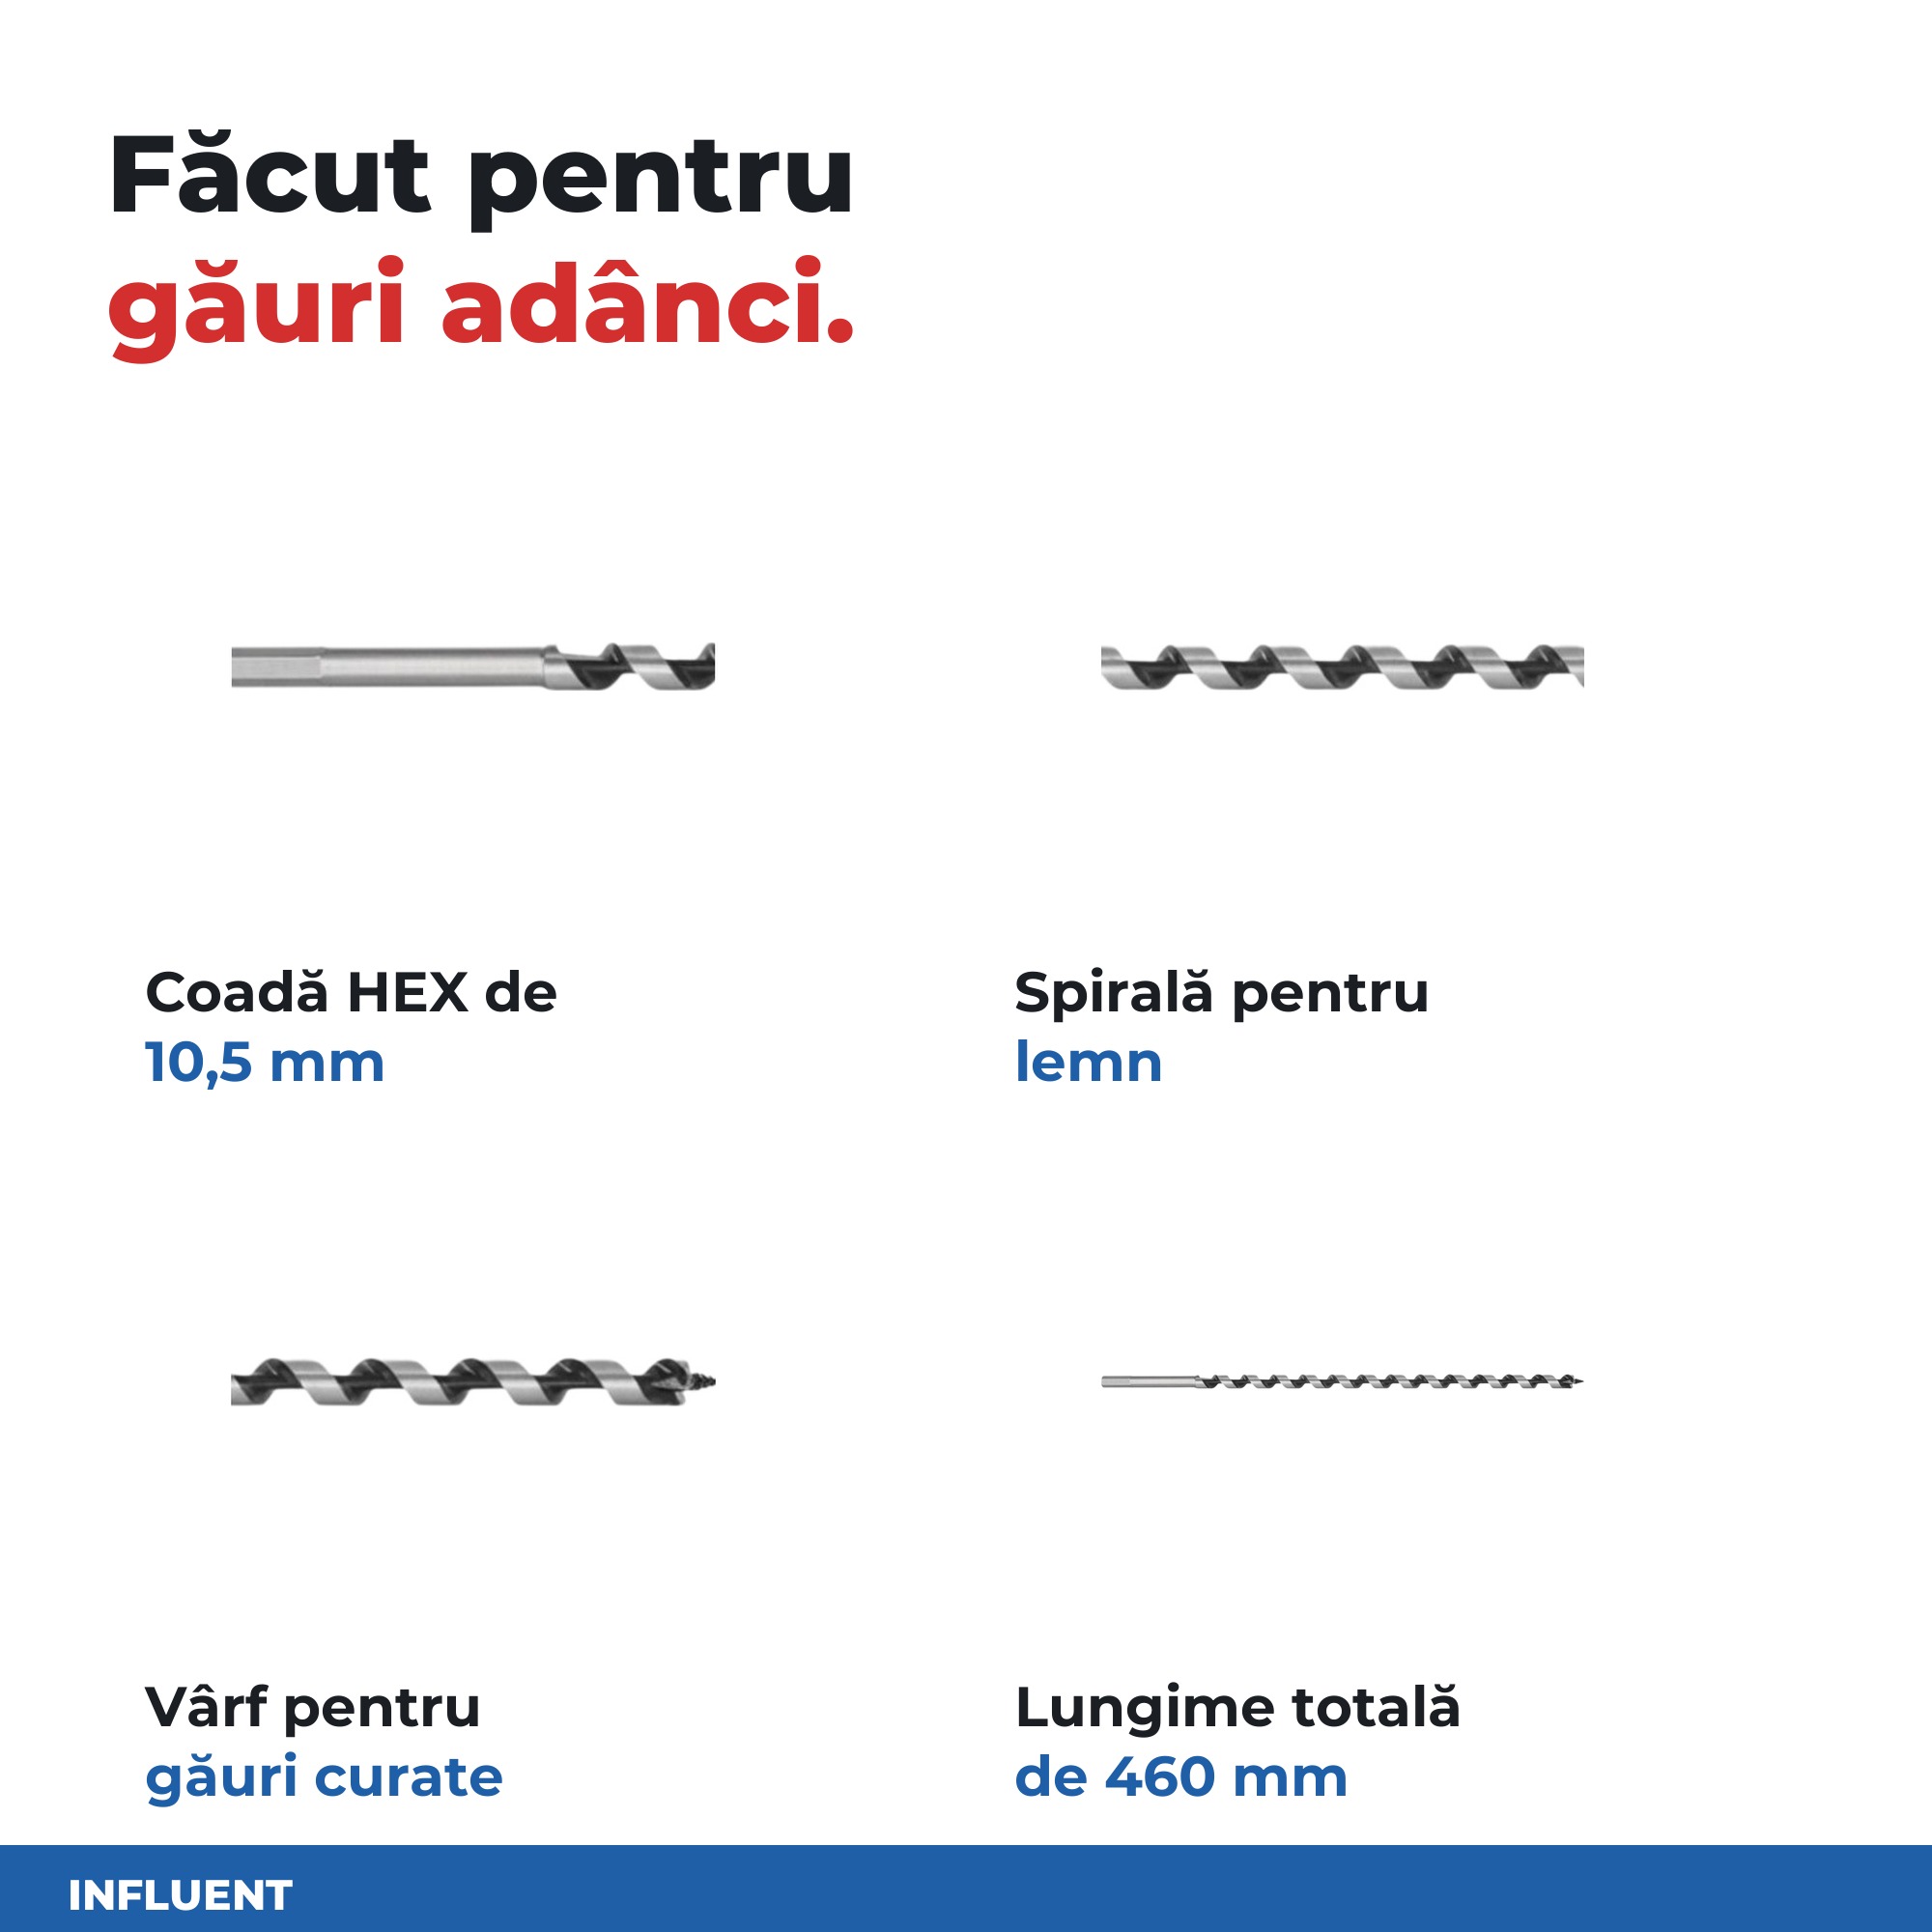 Făcut pentru
găuri adânci.
Coadă HEX de
10,5 mm
Spirală pentru
lemn
Vârf pentru
găuri curate
Lungime totală
de 460 mm
INFLUENT